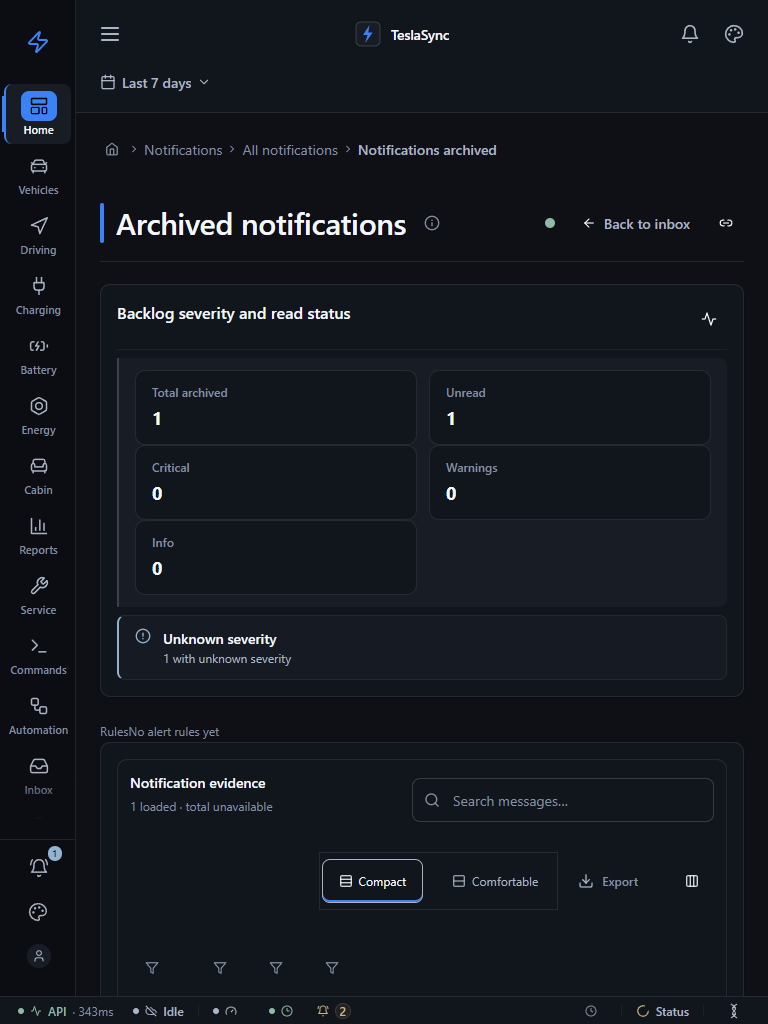 TeslaSync
Last 7 days
Home
Vehicles
Driving
Charging
Battery
Energy
Cabin
Reports
Service
Commands
Automation
Inbox
1
Notifications
All notifications
Notifications archived
Archived notifications
Back to inbox
Backlog severity and read status
Total archived
1
Unread
1
Critical
0
Warnings
0
Info
0
Unknown severity
1 with unknown severity
RulesNo alert rules yet
Notification evidence
1 loaded · total unavailable
Search messages...
Compact
Comfortable
Export
API · 343ms
Idle
2
Status